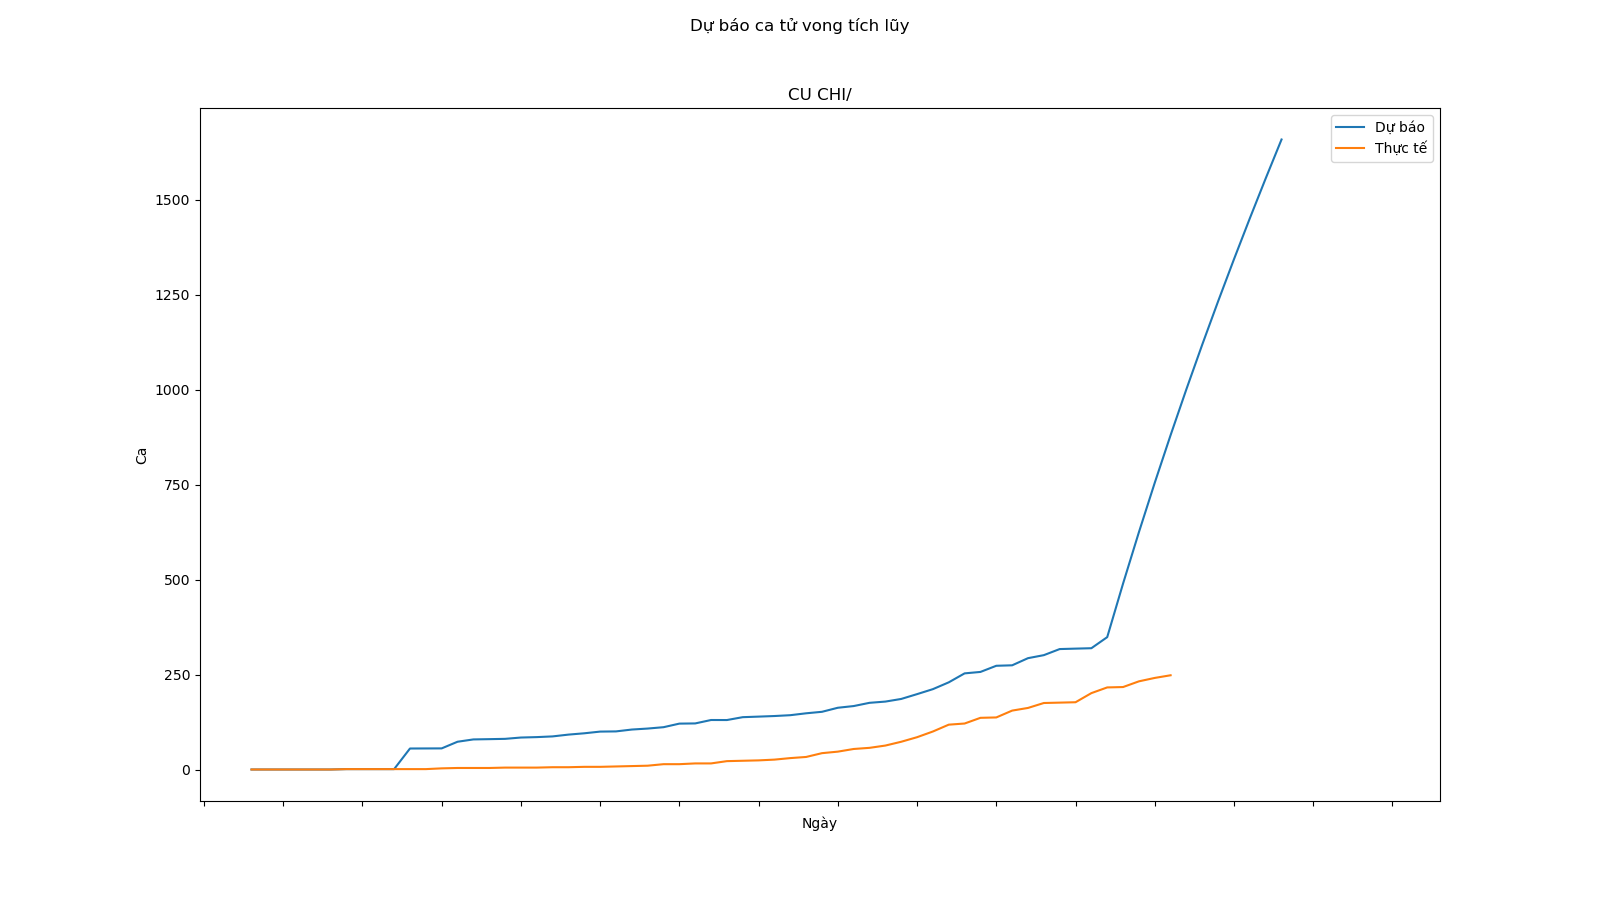 Dự báo ca tử vong tích lũy
CU CHI/
Dự báo
Thực tế
1500
1250
1000
750
500
250
0
Ca
Ngày